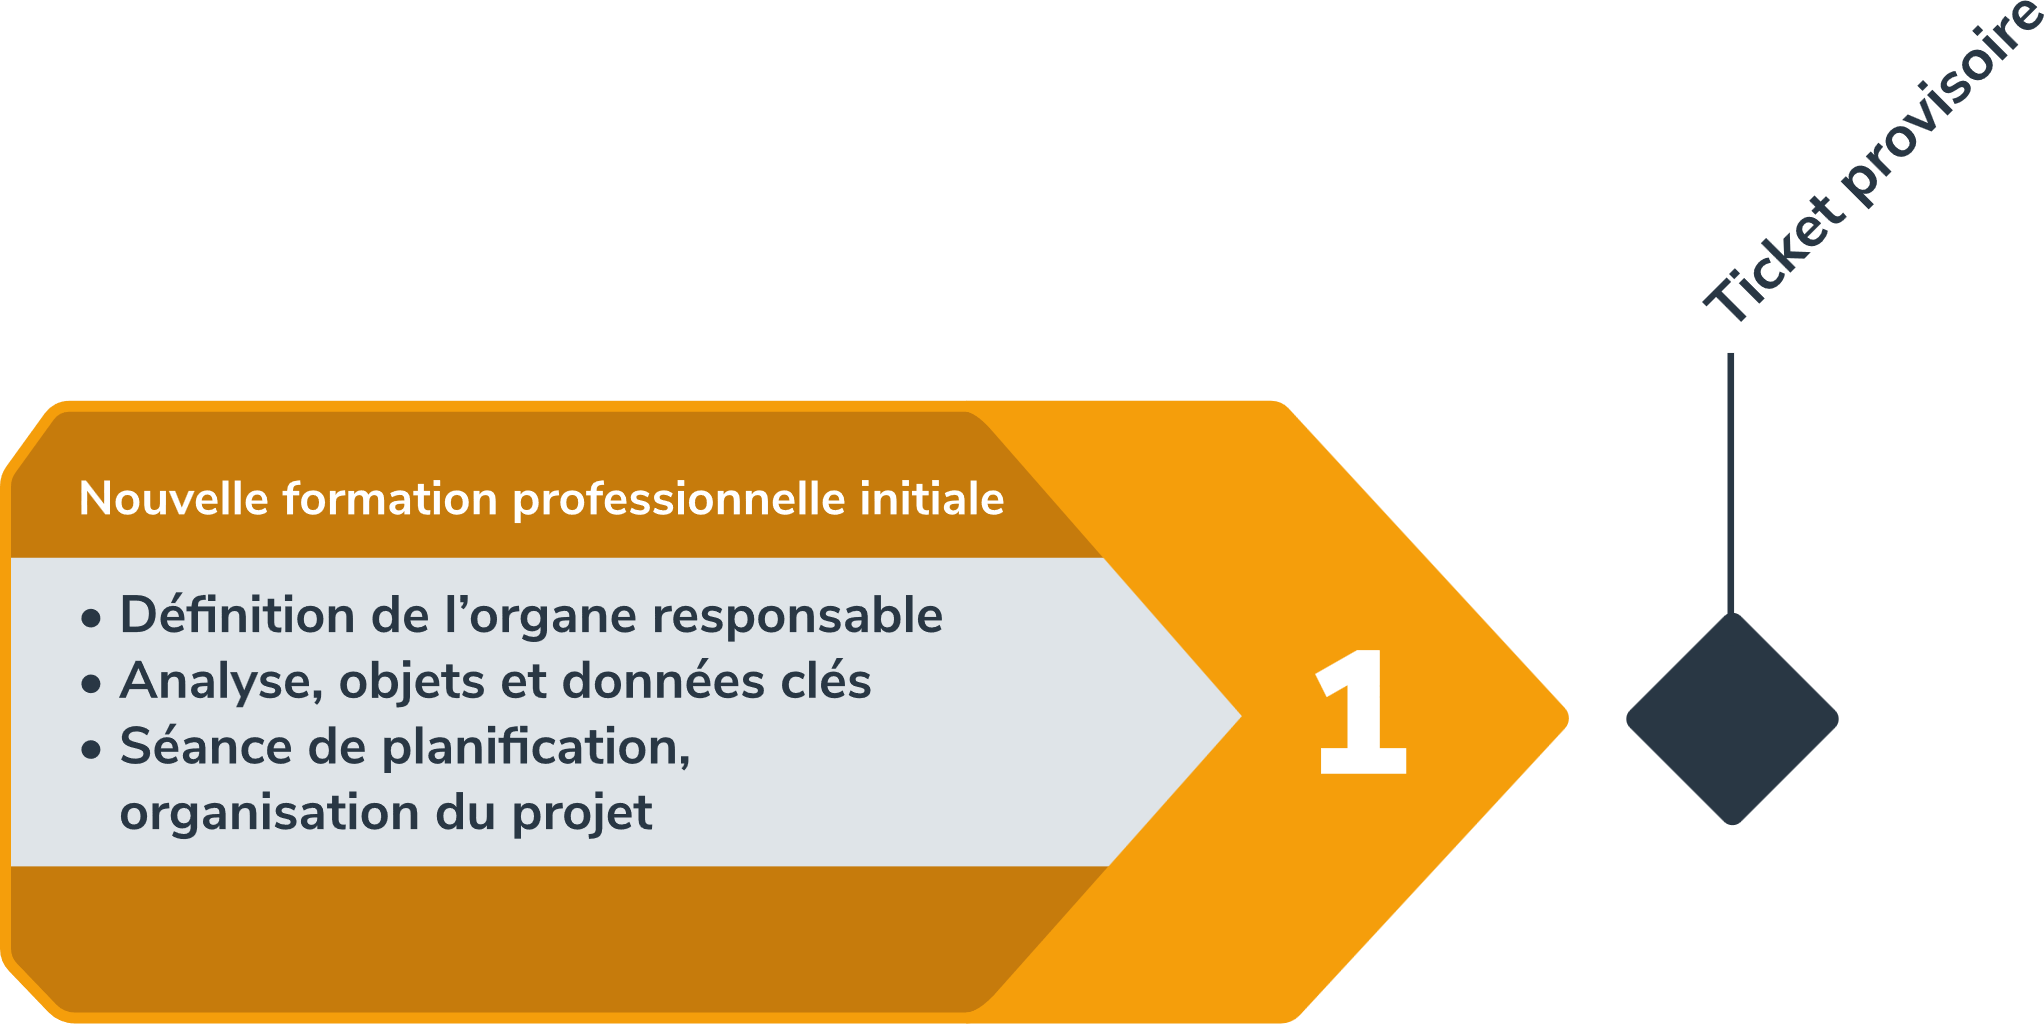 Ticket provisoire
Nouvelle formation professionnelle initiale
• Définition de l’organe responsable
• Analyse, objets et données clés
• Séance de planification,
organisation du projet
1